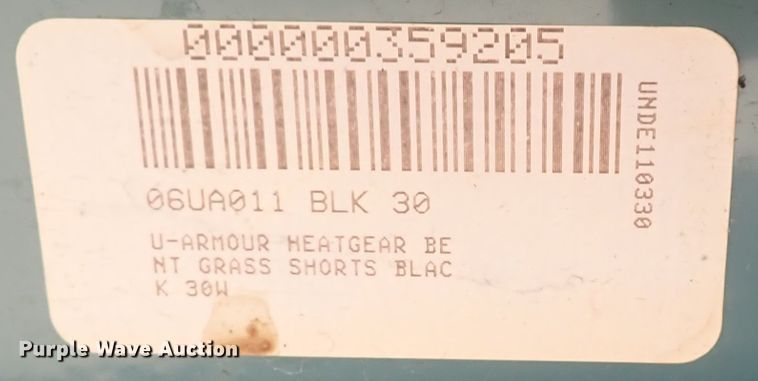 000000359205
UNDE110330
06UA011 BLK 30
U-ARMOUR HEATGEAR BE
NT GRASS SHORTS BLAC
K 30W
Purple Wave Auction